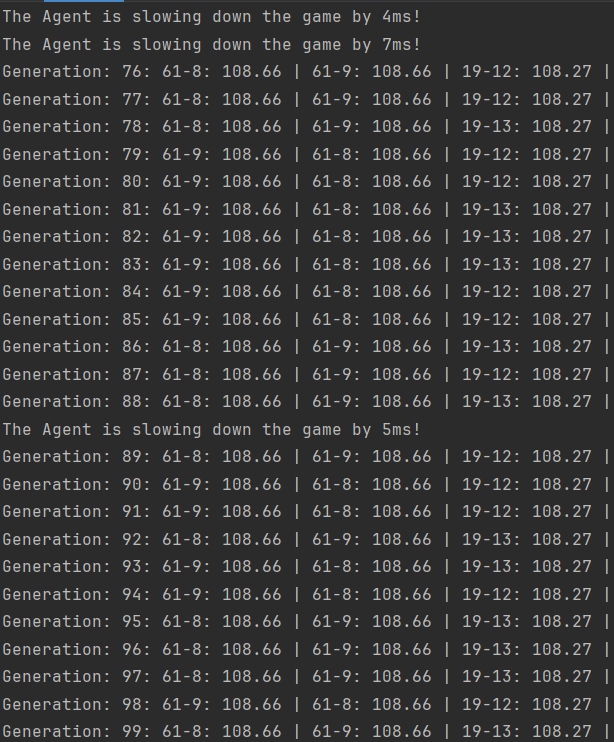 The Agent is slowing down the game by 4ms!
The Agent is slowing down the game by 7ms!
Generation: 76: 61-8: 108.66 | 61-9: 108.66 | 19-12: 108.27 |
Generation: 77: 61-8: 108.66 | 61-9: 108.66 | 19-12: 108.27 |
Generation: 78: 61-8: 108.66 | 61-9: 108.66 | 19-13: 108.27 |
Generation: 79: 61-9: 108.66 | 61-8: 108.66 | 19-12: 108.27 |
Generation: 80: 61-9: 108.66 | 61-8: 108.66 | 19-12: 108.27 |
Generation: 81: 61-9: 108.66 | 61-8: 108.66 | 19-13: 108.27 |
Generation: 82: 61-9: 108.66 | 61-8: 108.66 | 19-13: 108.27 |
Generation: 83: 61-9: 108.66 | 61-8: 108.66 | 19-13: 108.27 |
Generation: 84: 61-9: 108.66 | 61-8: 108.66 | 19-12: 108.27 |
Generation: 85: 61-9: 108.66 | 61-8: 108.66 | 19-12: 108.27 |
Generation: 86: 61-8: 108.66 | 61-9: 108.66 | 19-13: 108.27 |
Generation: 87: 61-8: 108.66 | 61-9: 108.66 | 19-12: 108.27 |
Generation: 88: 61-8: 108.66 | 61-9: 108.66 | 19-13: 108.27 |
The Agent is slowing down the game by 5ms!
Generation: 89: 61-8: 108.66 | 61-9: 108.66 | 19-12: 108.27 |
Generation: 90: 61-9: 108.66 | 61-8: 108.66 | 19-12: 108.27 |
Generation: 91: 61-9: 108.66 | 61-8: 108.66 | 19-12: 108.27 |
Generation: 92: 61-8: 108.66 | 61-9: 108.66 | 19-13: 108.27 |
Generation: 93: 61-9: 108.66 | 61-8: 108.66 | 19-13: 108.27 |
Generation: 94: 61-9: 108.66 | 61-8: 108.66 | 19-12: 108.27 |
Generation: 95: 61-9: 108.66 | 61-8: 108.66 | 19-13: 108.27 |
Generation: 96: 61-8: 108.66 | 61-9: 108.66 | 19-13: 108.27 |
Generation: 97: 61-9: 108.66 | 61-8: 108.66 | 19-13: 108.27 |
Generation: 98: 61-9: 108.66 | 61-8: 108.66 | 19-12: 108.27 |
Generation: 99: 61-8: 108.66 | 61-9: 108.66 | 19-13: 108.27 |